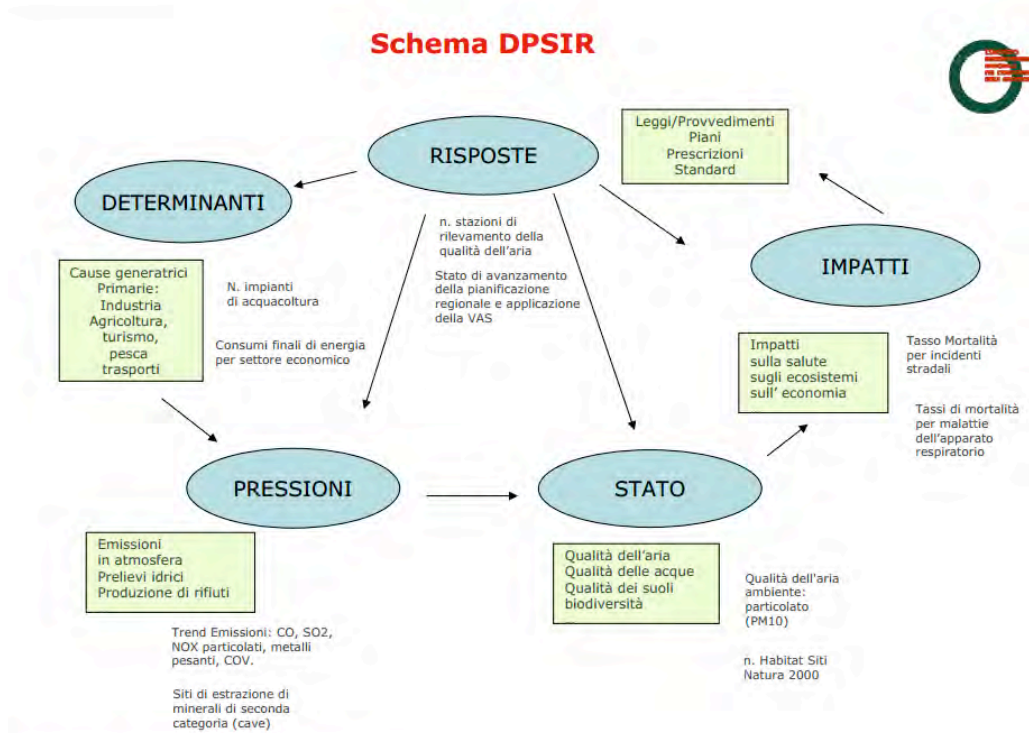 Schema DPSIR
RISPOSTE
Leggi/Provvedimenti
Piani
Prescrizioni
Standard
DETERMINANTI
n. stazioni di
rilevamento della
qualità dell'aria
Stato di avanzamento
della pianificazione
regionale e applicazione
della VAS
IMPATTI
Cause generatrici
Primarie:
Industria
Agricoltura,
turismo,
pesca
trasporti
N. impianti
di acquacoltura
Consumi finali di energia
per settore economico
Impatti
sulla salute
sugli ecosistemi
sull' economia
Tasso Mortalità
per incidenti
stradali
Tassi di mortalità
per malattie
dell'apparato
respiratorio
PRESSIONI
STATO
Emissioni
in atmosfera
Prelievi idrici
Produzione di rifiuti
Qualità dell'aria
Qualità delle acque
Qualità dei suoli
biodiversità
Qualità dell'aria
ambiente:
particolato
(PM10)
Trend Emissioni: CO, SO2,
NOX particolati, metalli
pesanti, COV.
n. Habitat Siti
Natura 2000
Siti di estrazione di
minerali di seconda
categoria (cave)